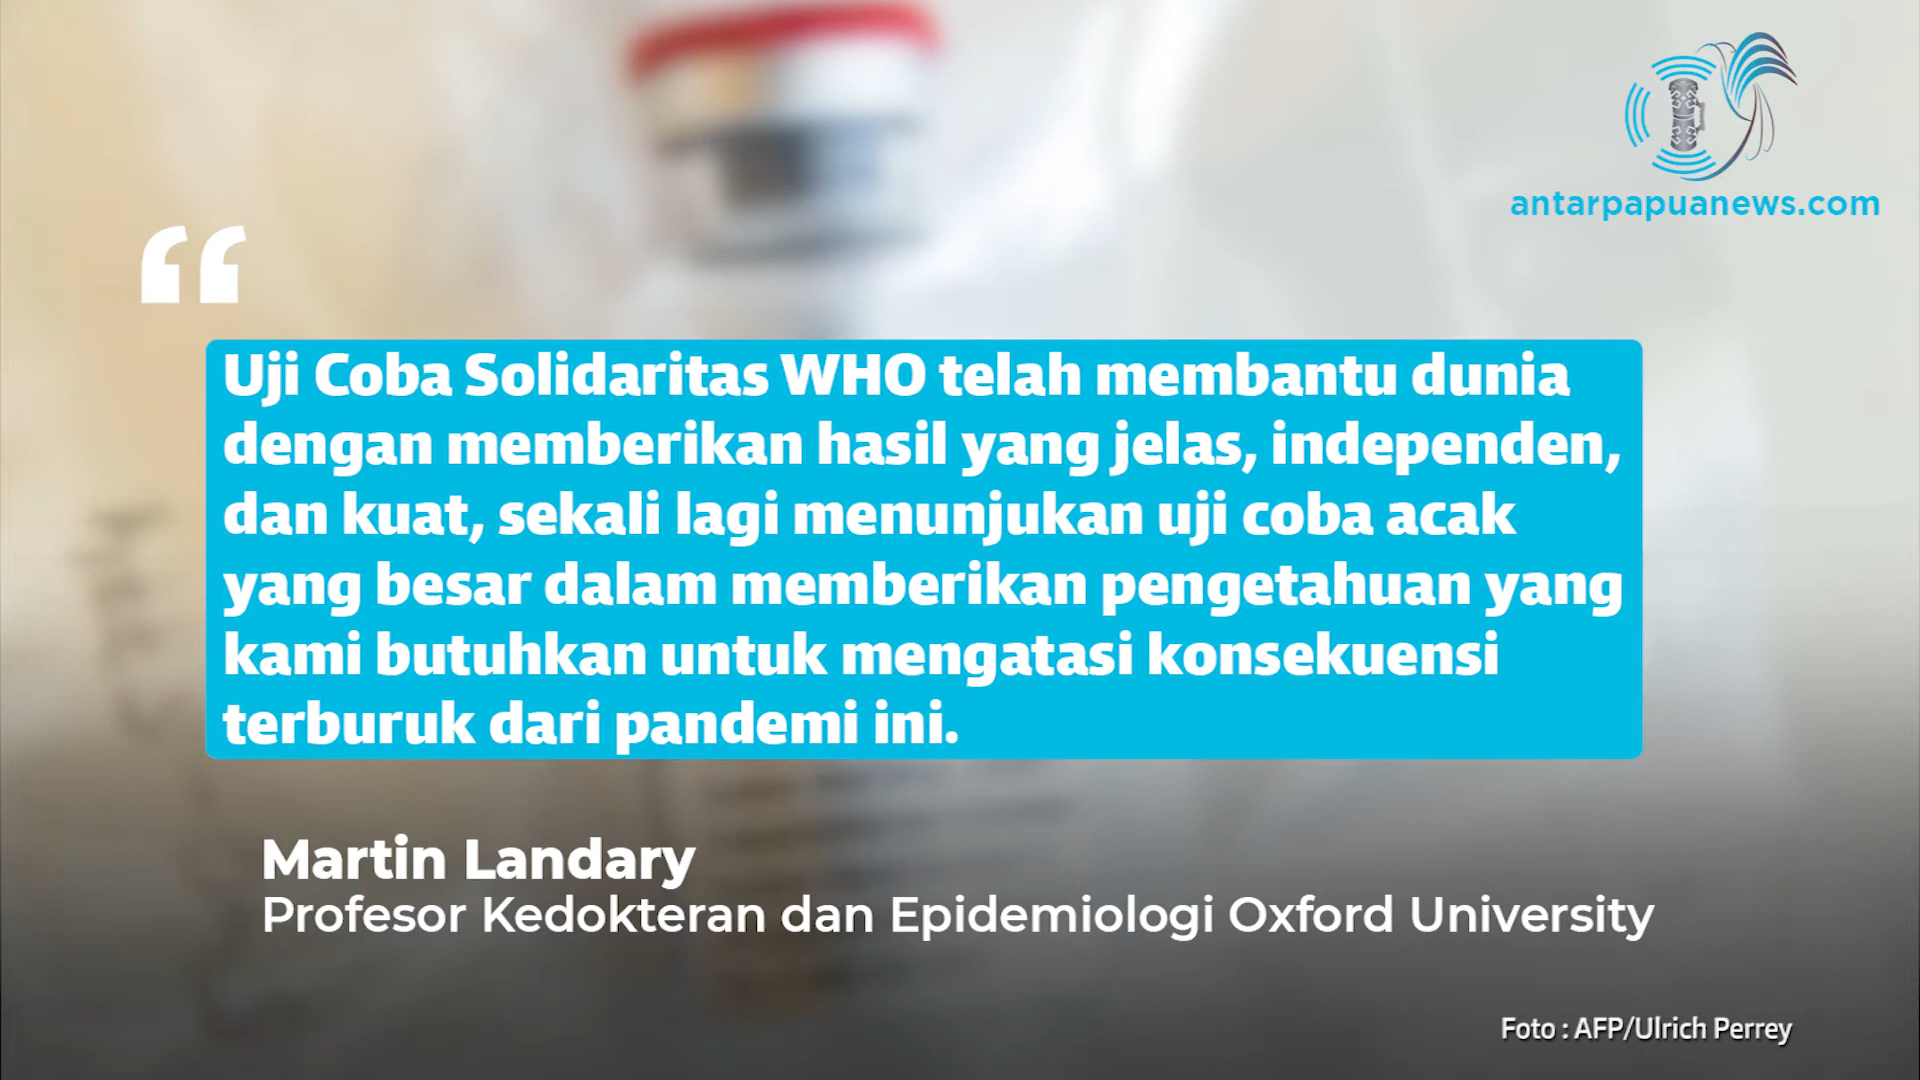 antarpapuanews.com
“
Uji Coba Solidaritas WHO telah membantu dunia
dengan memberikan hasil yang jelas, independen,
dan kuat, sekali lagi menunjukan uji coba acak
yang besar dalam memberikan pengetahuan yang
kami butuhkan untuk mengatasi konsekuensi
terburuk dari pandemi ini.
Martin Landary
Profesor Kedokteran dan Epidemiologi Oxford University
Foto : AFP/Ulrich Perrey